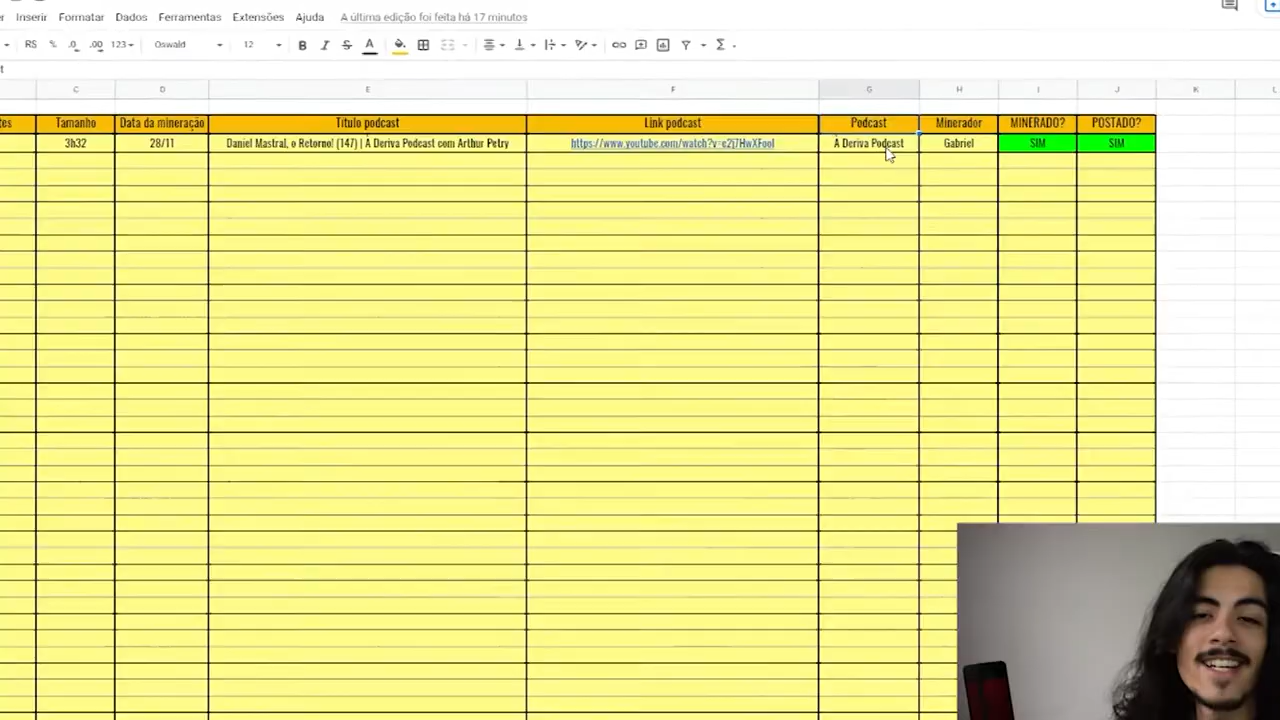 Inserir Formatar Dados Ferramentas Extensões Ajuda A última edição foi feita há 17 minutos
R$ % .0 .00 123 Oswald 12 B I S A
C D E F G H I J K
Tamanho Data da mineração Título podcast Link podcast Podcast Minerador MINERADO? POSTADO?
3h32 28/11 Daniel Mastral, o Retorno! (147) | À Deriva Podcast com Arthur Petry À Deriva Podcast Gabriel SIM SIM